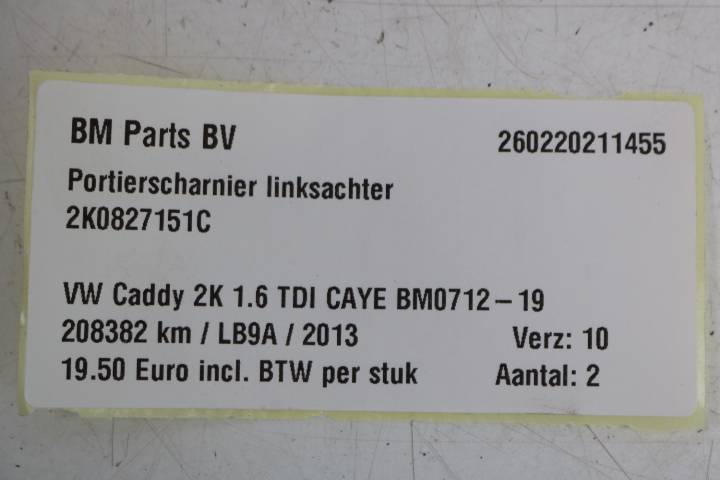 BM Parts BV 260220211455
Portierscharnier linksachter
2K0827151C
VW Caddy 2K 1.6 TDI CAYE BM0712-19
208382 km / LB9A / 2013 Verz: 10
19.50 Euro incl. BTW per stuk Aantal: 2